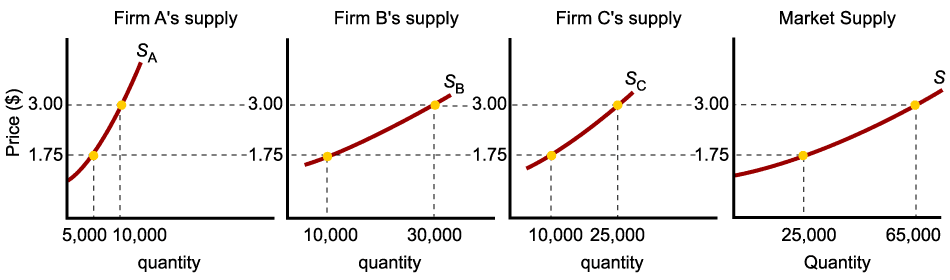 Firm A's supply
Firm B's supply
Firm C's supply
Market Supply
Price ($)
S_A
3.00
1.75
5,000 10,000
quantity
S_B
3.00
1.75
10,000 30,000
quantity
S_C
3.00
1.75
10,000 25,000
quantity
S
3.00
1.75
25,000 65,000
Quantity